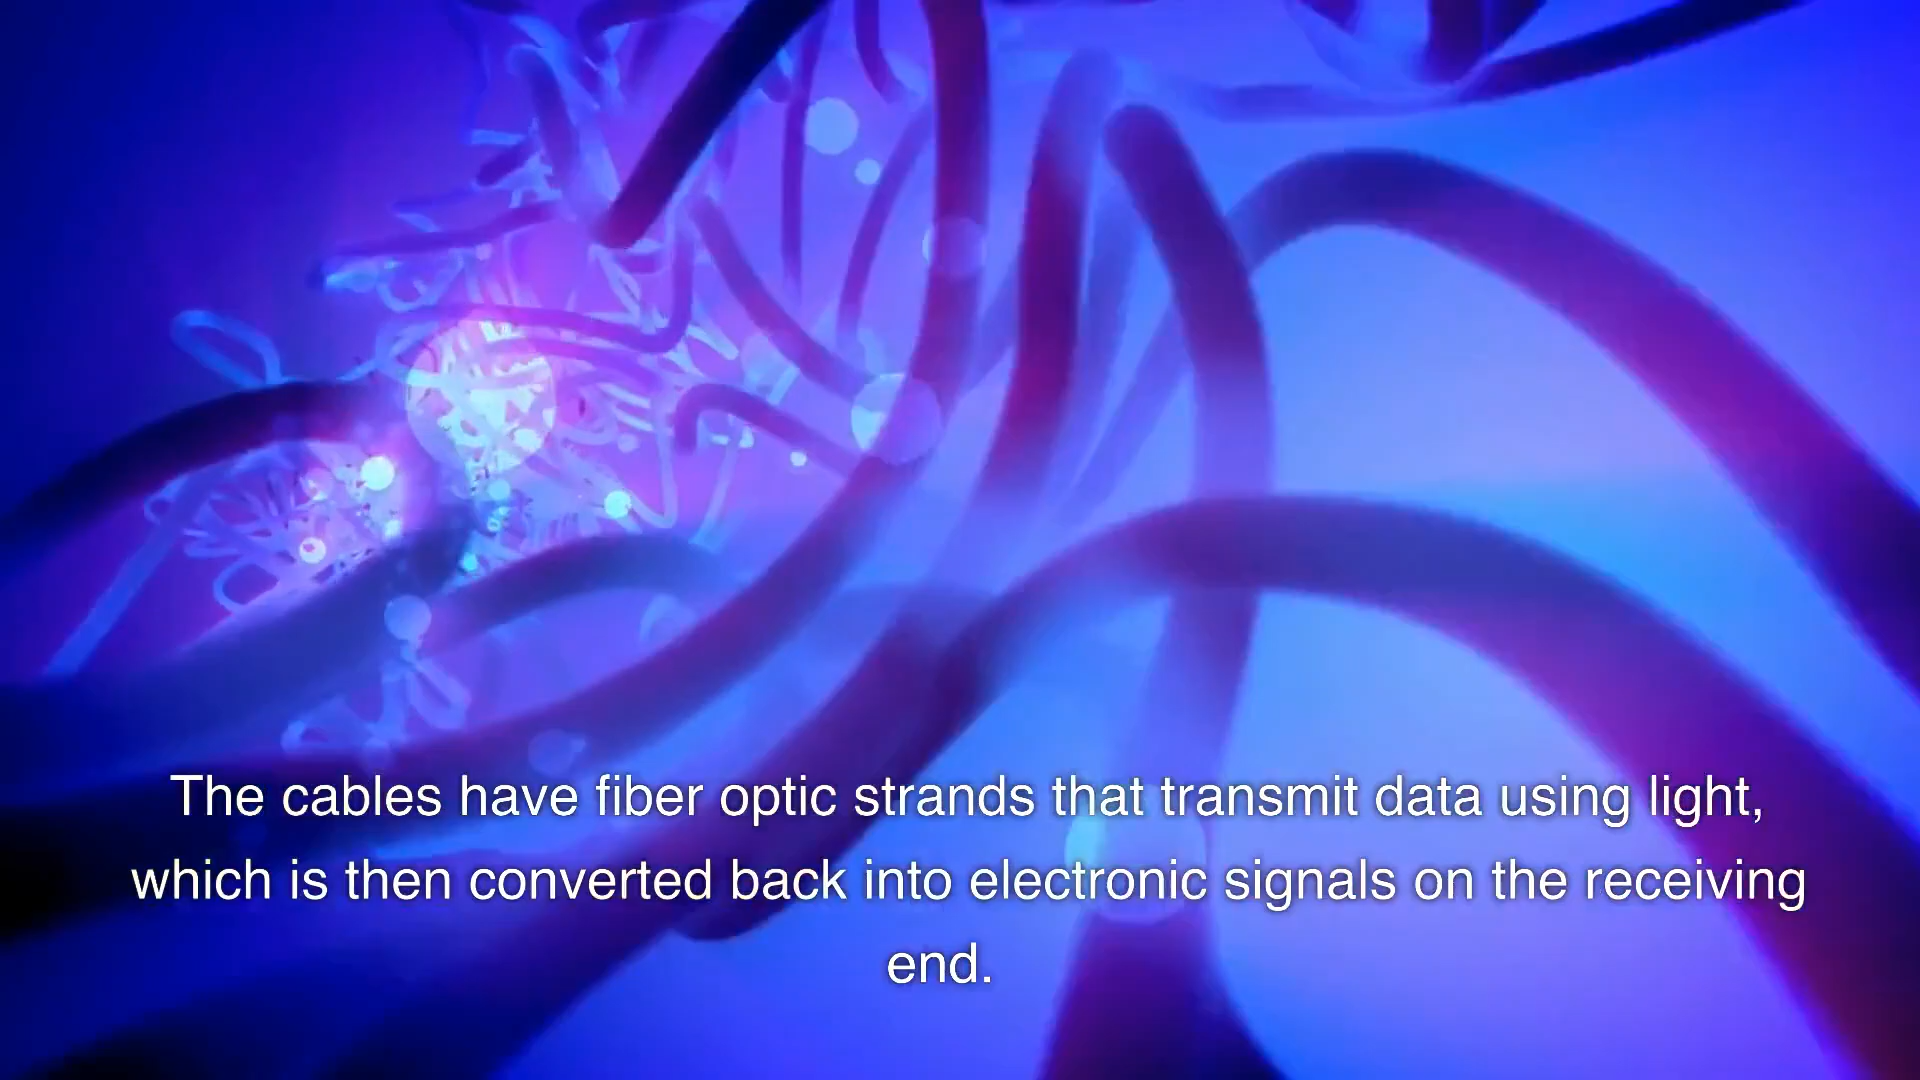 The cables have fiber optic strands that transmit data using light,
which is then converted back into electronic signals on the receiving
end.